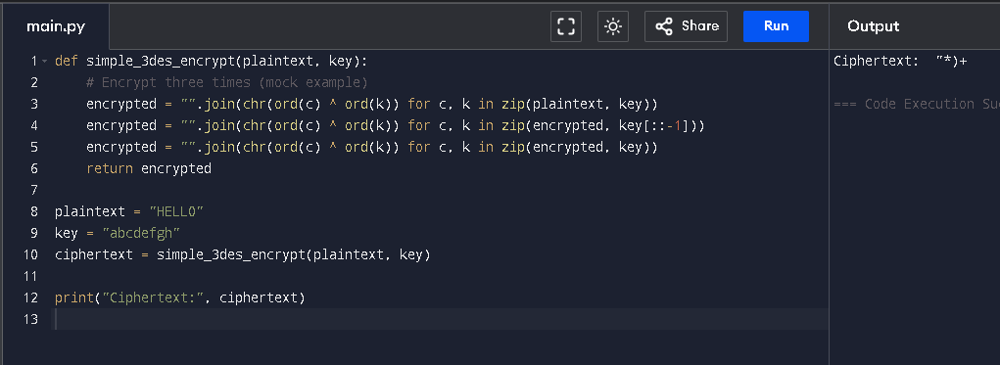 main.py
Share
Run
Output
1 def simple_3des_encrypt(plaintext, key):
2 # Encrypt three times (mock example)
3 encrypted = "".join(chr(ord(c) ^ ord(k)) for c, k in zip(plaintext, key))
4 encrypted = "".join(chr(ord(c) ^ ord(k)) for c, k in zip(encrypted, key[::-1]))
5 encrypted = "".join(chr(ord(c) ^ ord(k)) for c, k in zip(encrypted, key))
6 return encrypted
7
8 plaintext = "HELLO"
9 key = "abcdefgh"
10 ciphertext = simple_3des_encrypt(plaintext, key)
11
12 print("Ciphertext:", ciphertext)
13
Ciphertext:  "*)+
=== Code Execution Su